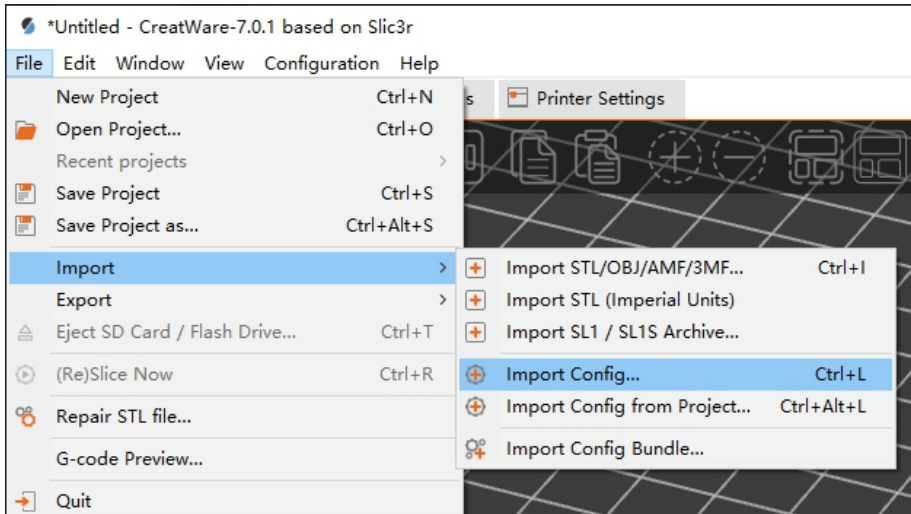 *Untitled - CreatWare-7.0.1 based on Slic3r
File Edit Window View Configuration Help
New Project Ctrl+N
s Printer Settings
Open Project... Ctrl+O
Recent projects
Save Project Ctrl+S
Save Project as... Ctrl+Alt+S
Import
Export
Eject SD Card / Flash Drive... Ctrl+T
(Re)Slice Now Ctrl+R
Repair STL file...
G-code Preview...
Quit
Import STL/OBJ/AMF/3MF... Ctrl+I
Import STL (Imperial Units)
Import SL1 / SL1S Archive...
Import Config... Ctrl+L
Import Config from Project... Ctrl+Alt+L
Import Config Bundle...